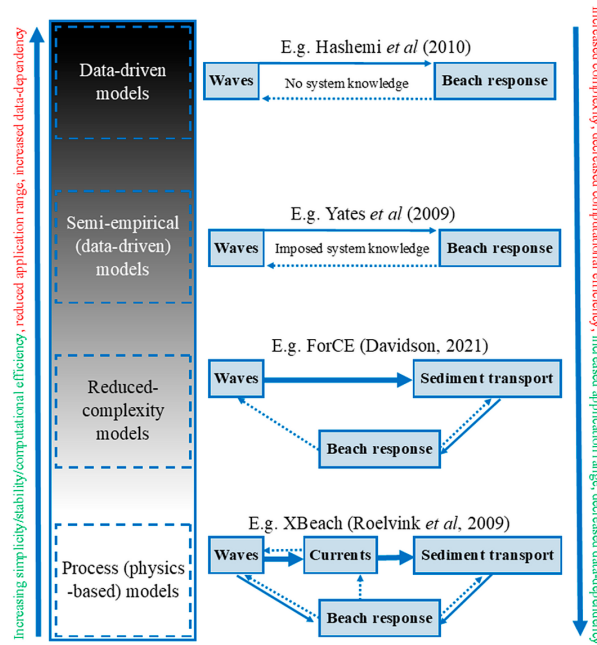 Increasing simplicity/stability/computational efficiency, reduced application range, increased data-dependency
Data-driven
models
E.g. Hashemi et al (2010)
Waves
No system knowledge
Beach response
Semi-empirical
(data-driven)
models
E.g. Yates et al (2009)
Waves
Imposed system knowledge
Beach response
Reduced-
complexity
models
E.g. ForCE (Davidson, 2021)
Waves
Sediment transport
Beach response
Process (physics
-based) models
E.g. XBeach (Roelvink et al, 2009)
Waves
Currents
Sediment transport
Beach response
Increased complexity, decreased computational efficiency, increased application range, decreased data-dependency